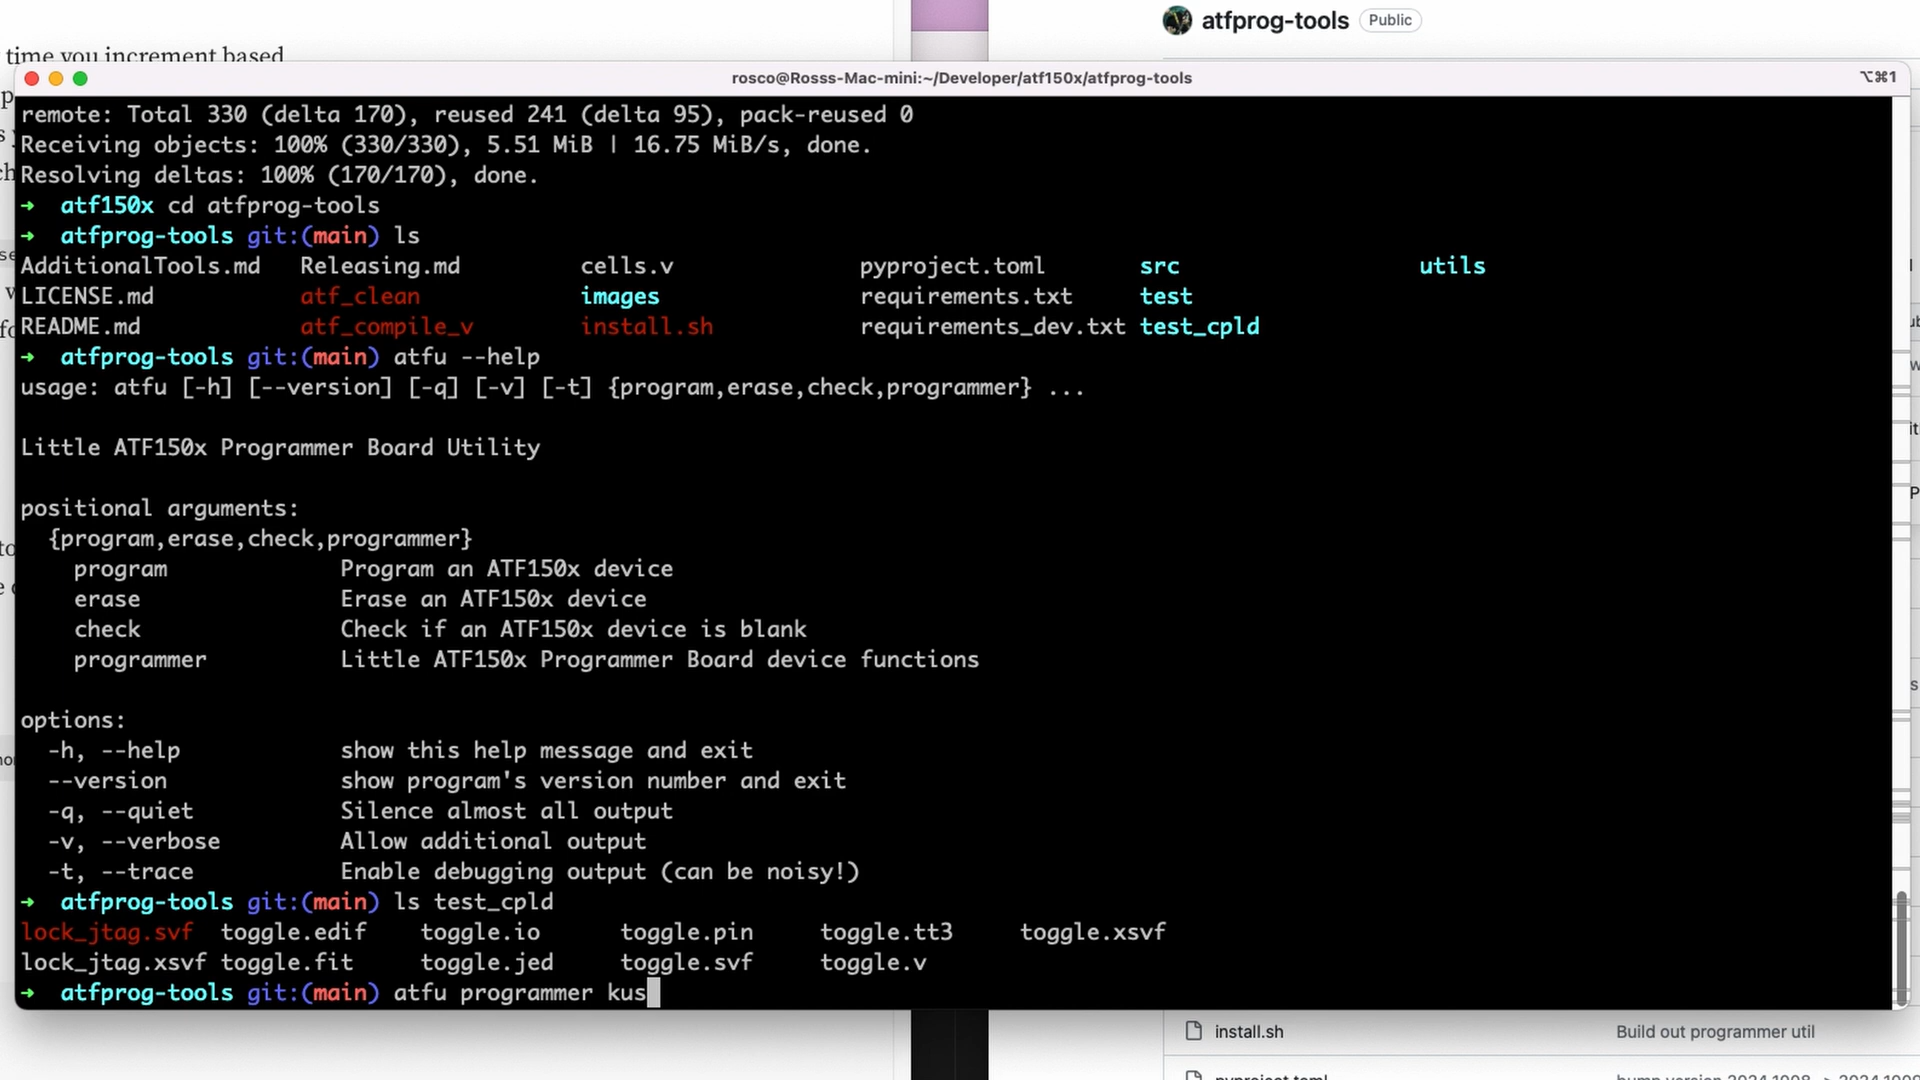 atfprog-tools Public
time you increment based
rosco@Rosss-Mac-mini:~/Developer/atf150x/atfprog-tools ⌥⌘1
remote: Total 330 (delta 170), reused 241 (delta 95), pack-reused 0
Receiving objects: 100% (330/330), 5.51 MiB | 16.75 MiB/s, done.
Resolving deltas: 100% (170/170), done.
➜ atf150x cd atfprog-tools
➜ atfprog-tools git:(main) ls
AdditionalTools.md Releasing.md cells.v pyproject.toml src utils
LICENSE.md atf_clean images requirements.txt test
README.md atf_compile_v install.sh requirements_dev.txt test_cpld
➜ atfprog-tools git:(main) atfu --help
usage: atfu [-h] [--version] [-q] [-v] [-t] {program,erase,check,programmer} ...
Little ATF150x Programmer Board Utility
positional arguments:
{program,erase,check,programmer}
program Program an ATF150x device
erase Erase an ATF150x device
check Check if an ATF150x device is blank
programmer Little ATF150x Programmer Board device functions
options:
-h, --help show this help message and exit
--version show program's version number and exit
-q, --quiet Silence almost all output
-v, --verbose Allow additional output
-t, --trace Enable debugging output (can be noisy!)
➜ atfprog-tools git:(main) ls test_cpld
lock_jtag.svf toggle.edif toggle.io toggle.pin toggle.tt3 toggle.xsvf
lock_jtag.xsvf toggle.fit toggle.jed toggle.svf toggle.v
➜ atfprog-tools git:(main) atfu programmer kus
install.sh Build out programmer util